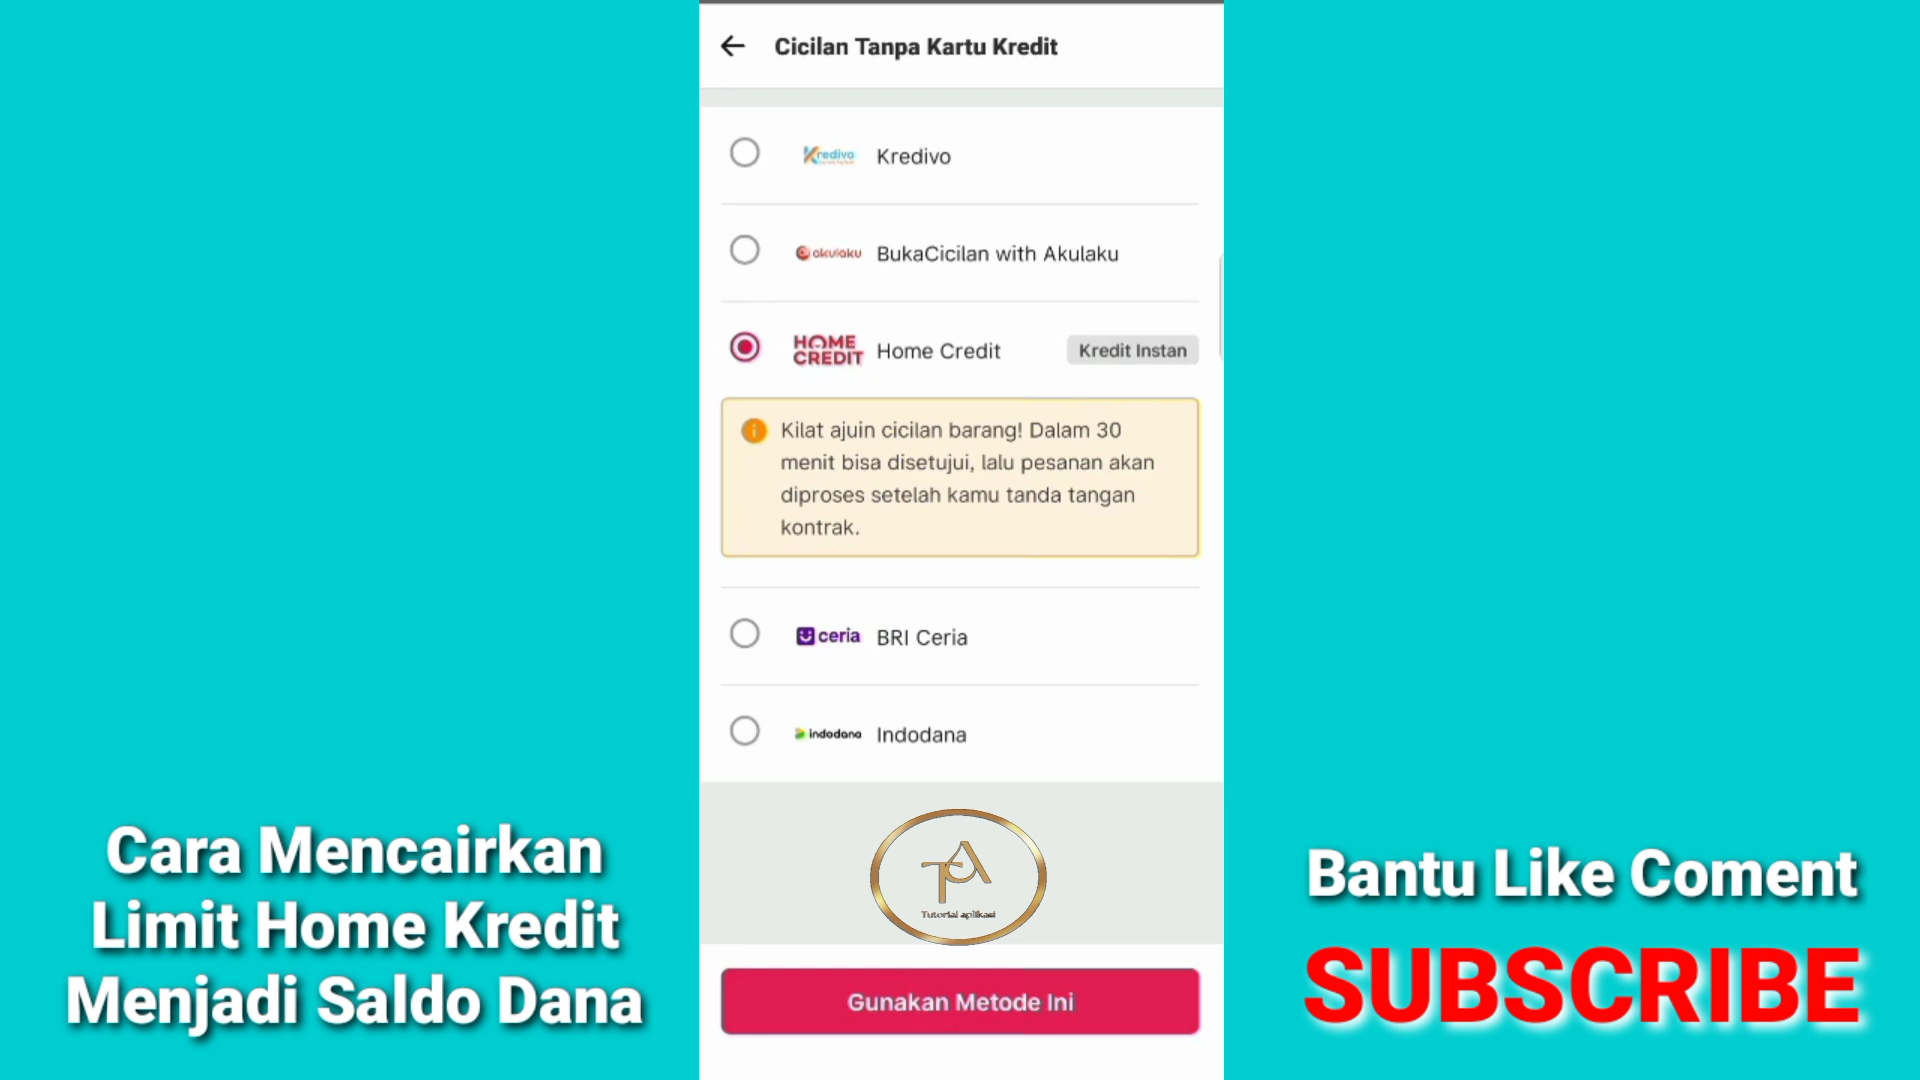 Cicilan Tanpa Kartu Kredit
Kredivo Kredivo
akulaku BukaCicilan with Akulaku
HOME
CREDIT
Home Credit
Kredit Instan
Kilat ajuin cicilan barang! Dalam 30
menit bisa disetujui, lalu pesanan akan
diproses setelah kamu tanda tangan
kontrak.
ceria BRI Ceria
indodana Indodana
TA
Tutorial aplikasi
Gunakan Metode Ini
Cara Mencairkan
Limit Home Kredit
Menjadi Saldo Dana
Bantu Like Coment
SUBSCRIBE